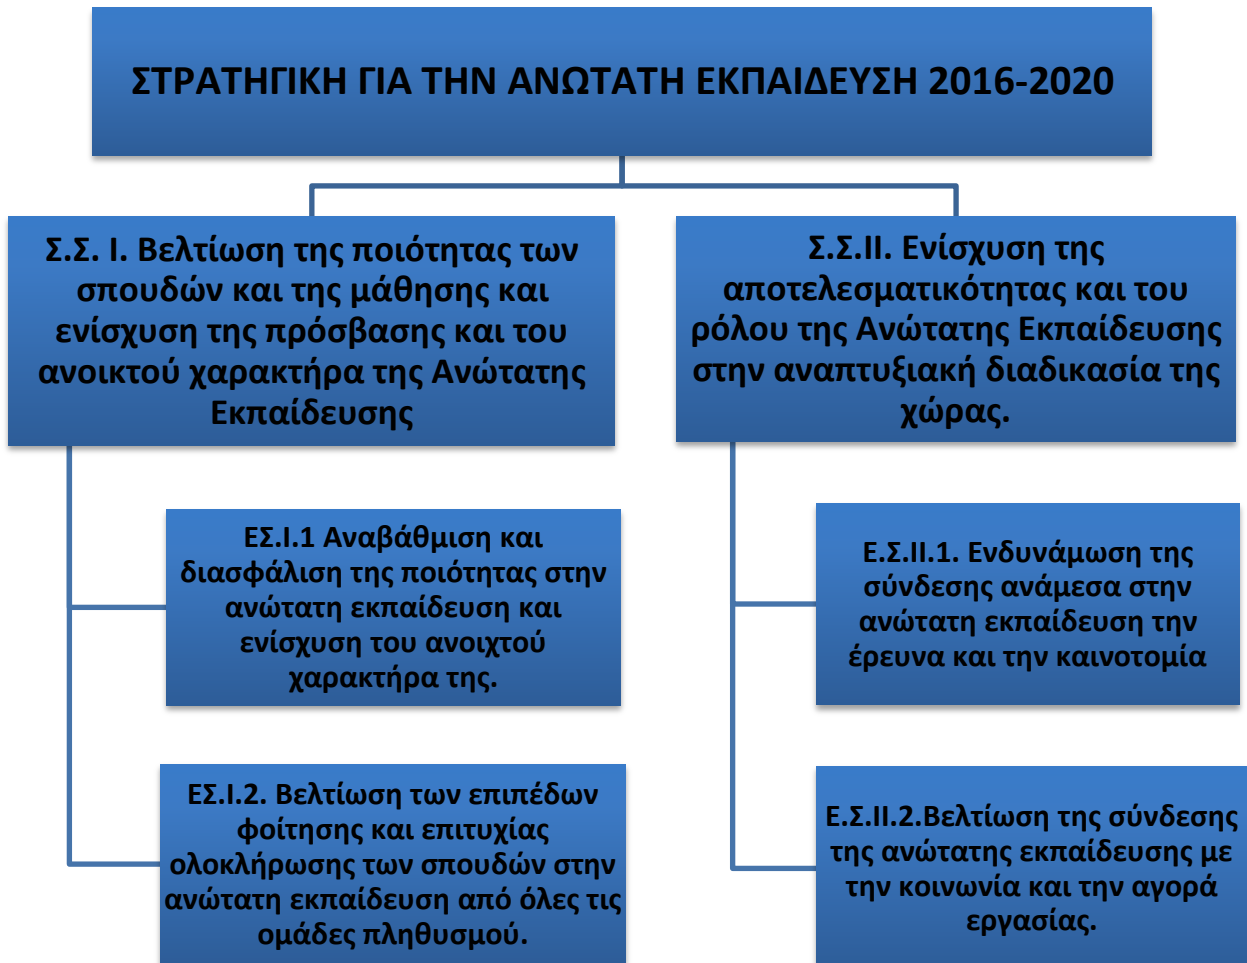 ΣΤΡΑΤΗΓΙΚΗ ΓΙΑ ΤΗΝ ΑΝΩΤΑΤΗ ΕΚΠΑΙΔΕΥΣΗ 2016-2020
Σ.Σ. Ι. Βελτίωση της ποιότητας των
σπουδών και της μάθησης και
ενίσχυση της πρόσβασης και του
ανοικτού χαρακτήρα της Ανώτατης
Εκπαίδευσης
ΕΣ.Ι.1 Αναβάθμιση και
διασφάλιση της ποιότητας στην
ανώτατη εκπαίδευση και
ενίσχυση του ανοιχτού
χαρακτήρα της.
ΕΣ.Ι.2. Βελτίωση των επιπέδων
φοίτησης και επιτυχίας
ολοκλήρωσης των σπουδών στην
ανώτατη εκπαίδευση από όλες τις
ομάδες πληθυσμού.
Σ.Σ.ΙΙ. Ενίσχυση της
αποτελεσματικότητας και του
ρόλου της Ανώτατης Εκπαίδευσης
στην αναπτυξιακή διαδικασία της
χώρας.
Ε.Σ.ΙΙ.1. Ενδυνάμωση της
σύνδεσης ανάμεσα στην
ανώτατη εκπαίδευση την
έρευνα και την καινοτομία
Ε.Σ.ΙΙ.2.Βελτίωση της σύνδεσης
της ανώτατης εκπαίδευσης με
την κοινωνία και την αγορά
εργασίας.